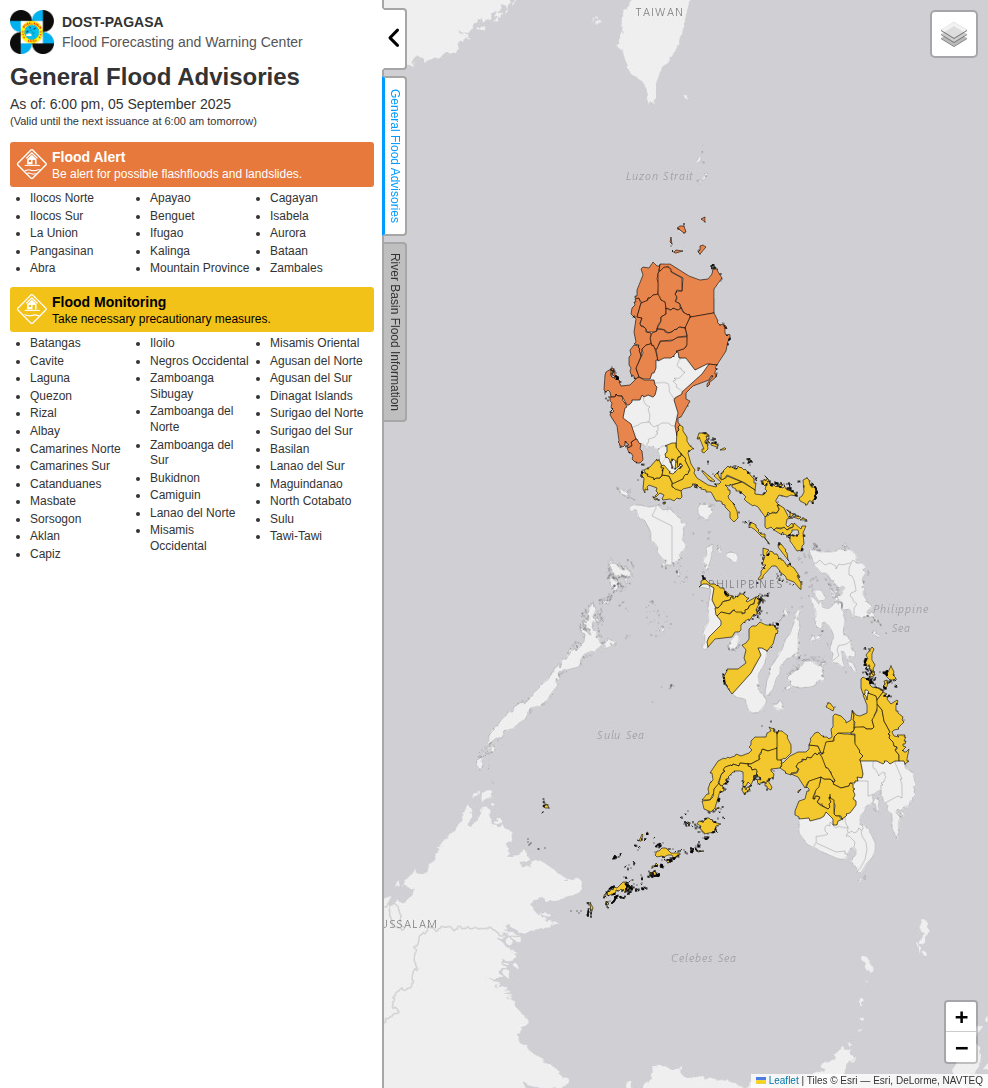 DOST-PAGASA
Flood Forecasting and Warning Center
General Flood Advisories
As of: 6:00 pm, 05 September 2025
(Valid until the next issuance at 6:00 am tomorrow)
Flood Alert
Be alert for possible flashfloods and landslides.
Ilocos Norte
Ilocos Sur
La Union
Pangasinan
Abra
Apayao
Benguet
Ifugao
Kalinga
Mountain Province
Cagayan
Isabela
Aurora
Bataan
Zambales
Flood Monitoring
Take necessary precautionary measures.
Batangas
Cavite
Laguna
Quezon
Rizal
Albay
Camarines Norte
Camarines Sur
Catanduanes
Masbate
Sorsogon
Aklan
Capiz
Iloilo
Negros Occidental
Zamboanga
Sibugay
Zamboanga del
Norte
Zamboanga del
Sur
Bukidnon
Camiguin
Lanao del Norte
Misamis
Occidental
Misamis Oriental
Agusan del Norte
Agusan del Sur
Dinagat Islands
Surigao del Norte
Surigao del Sur
Basilan
Lanao del Sur
Maguindanao
North Cotabato
Sulu
Tawi-Tawi
General Flood Advisories
River Basin Flood Information
TAIWAN
Luzon Strait
PHILIPPINES
Philippine
Sea
Sulu Sea
USSALAM
Celebes Sea
+
−
Leaflet | Tiles © Esri — Esri, DeLorme, NAVTEQ